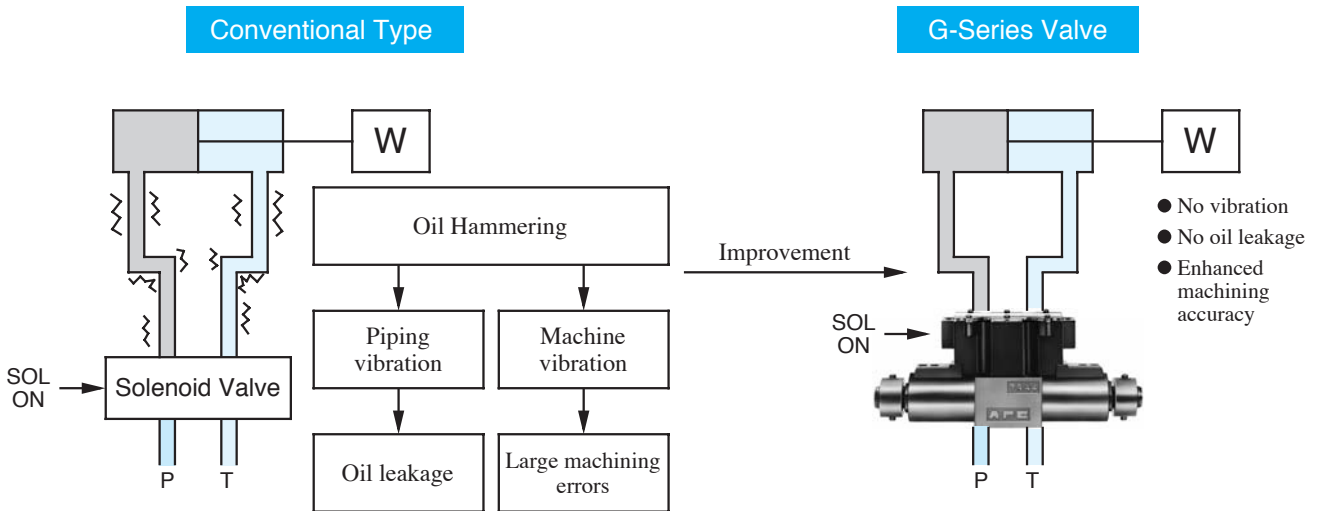 Conventional Type
G-Series Valve
W
Oil Hammering
Piping
vibration
Machine
vibration
Oil leakage
Large machining
errors
SOL
ON
Solenoid Valve
P
T
Improvement
W
● No vibration
● No oil leakage
● Enhanced
machining
accuracy
SOL
ON
P
T